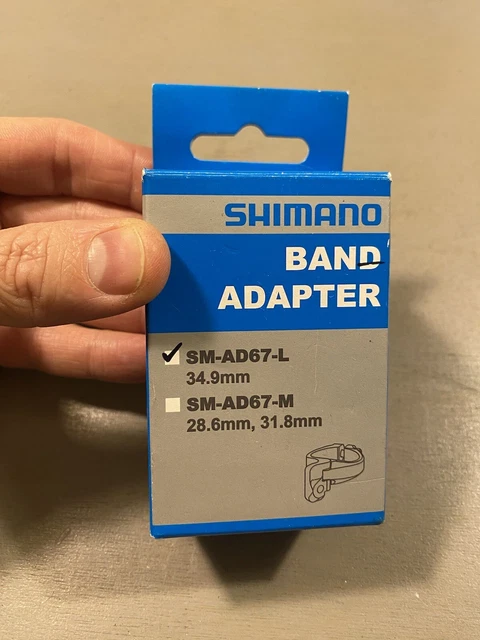 SHIMANO
BAND
ADAPTER
SM-AD67-L
34.9mm
SM-AD67-M
28.6mm, 31.8mm